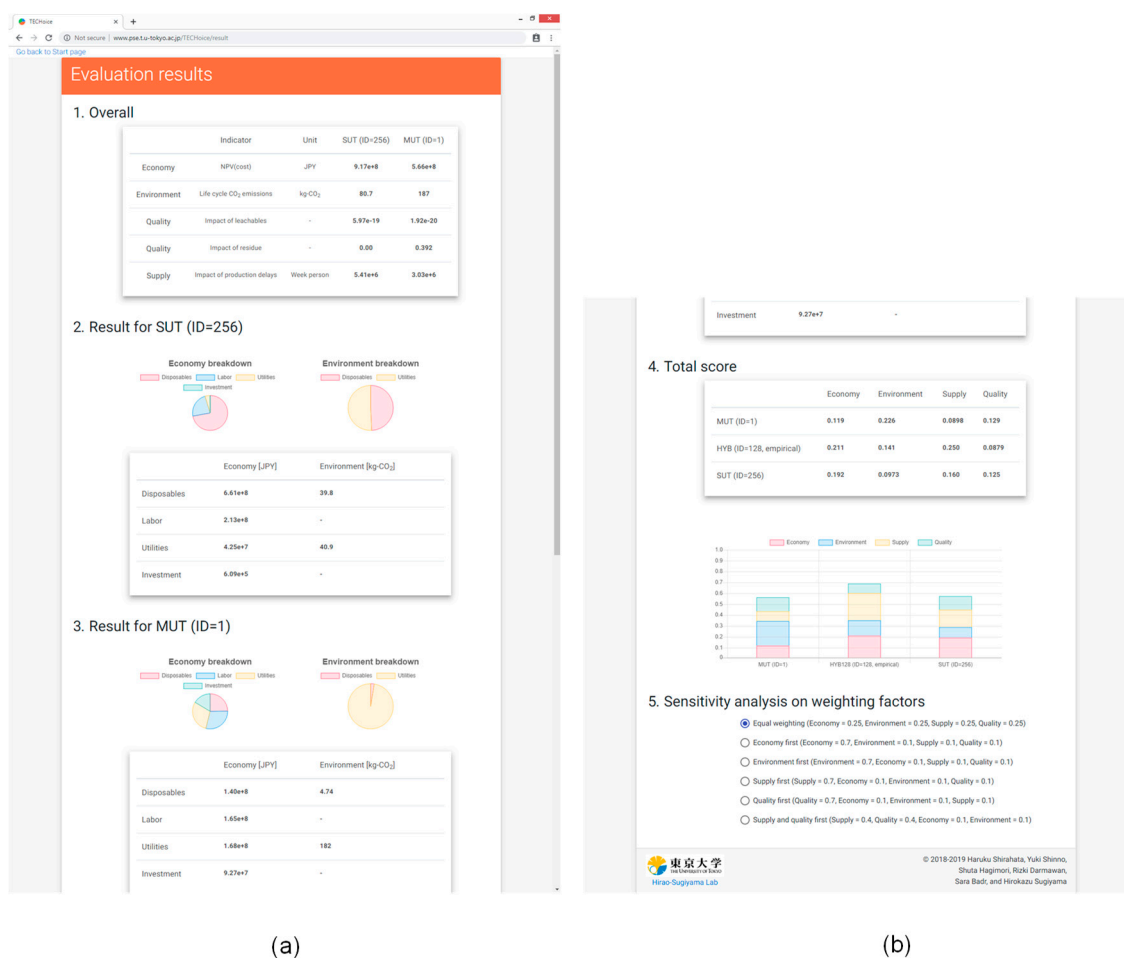 TECHoice
Not secure | www.pse.t.u-tokyo.ac.jp/TECHoice/result
Go back to Start page
Evaluation results
1. Overall
Indicator Unit SUT (ID=256) MUT (ID=1)
Economy NPV(cost) JPY 9.17e+8 5.66e+8
Environment Life cycle CO₂ emissions kg-CO₂ 80.7 187
Quality Impact of leachables - 5.97e-19 1.92e-20
Quality Impact of residue - 0.00 0.392
Supply Impact of production delays Week person 5.41e+6 3.03e+6
2. Result for SUT (ID=256)
Economy breakdown
Disposables Labor Utilities
Investment
Environment breakdown
Disposables Utilities
Economy [JPY] Environment [kg-CO₂]
Disposables 6.61e+8 39.8
Labor 2.13e+8 -
Utilities 4.25e+7 40.9
Investment 6.09e+5 -
3. Result for MUT (ID=1)
Economy breakdown
Disposables Labor Utilities
Investment
Environment breakdown
Disposables Utilities
Economy [JPY] Environment [kg-CO₂]
Disposables 1.40e+8 4.74
Labor 1.65e+8 -
Utilities 1.68e+8 182
Investment 9.27e+7 -
(a)
Investment 9.27e+7 -
4. Total score
Economy Environment Supply Quality
MUT (ID=1) 0.119 0.226 0.0898 0.129
HYB (ID=128, empirical) 0.211 0.141 0.250 0.0879
SUT (ID=256) 0.192 0.0973 0.160 0.125
Economy Environment Supply Quality
1.0
0.9
0.8
0.7
0.6
0.5
0.4
0.3
0.2
0.1
0
MUT (ID=1) HYB128 (ID=128, empirical) SUT (ID=256)
5. Sensitivity analysis on weighting factors
Equal weighting (Economy = 0.25, Environment = 0.25, Supply = 0.25, Quality = 0.25)
Economy first (Economy = 0.7, Environment = 0.1, Supply = 0.1, Quality = 0.1)
Environment first (Environment = 0.7, Economy = 0.1, Supply = 0.1, Quality = 0.1)
Supply first (Supply = 0.7, Economy = 0.1, Environment = 0.1, Quality = 0.1)
Quality first (Quality = 0.7, Economy = 0.1, Environment = 0.1, Supply = 0.1)
Supply and quality first (Supply = 0.4, Quality = 0.4, Economy = 0.1, Environment = 0.1)
東京大学
THE UNIVERSITY OF TOKYO
Hirao-Sugiyama Lab
© 2018-2019 Haruku Shirahata, Yuki Shinno,
Shuta Hagimori, Rizki Darmawan,
Sara Badr, and Hirokazu Sugiyama
(b)